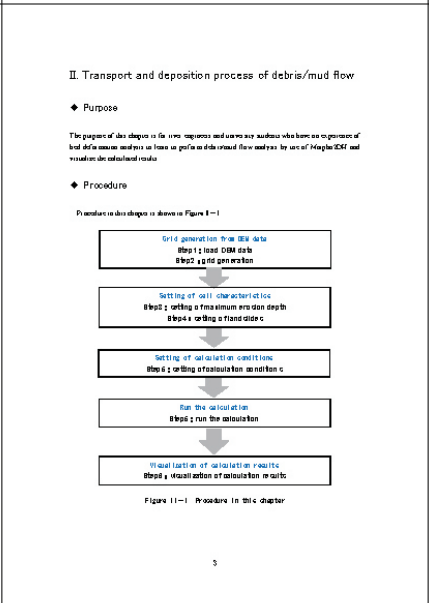 II. Transport and deposition process of debris/mud flow
◆ Purpose
The purpose of this chapter is for river engineers and university students who have an experience of
bed deformation analysis to learn to perform debris/mud flow analysis by use of Morpho2DH and
visualize the calculated results
◆ Procedure
Procedure in this chapter is shown in Figure II-1
Grid generation from DEM data
Step1 : load DEM data
Step2 : grid generation
Setting of cell characteristics
Step3 : setting of maximum erosion depth
Step4 : setting of landslides
Setting of calculation conditions
Step5 : setting of calculation conditions
Run the calculation
: run the calculation
Visualization of calculation results
: visualization of calculation results
Figure II-1 Procedure in this chapter
3